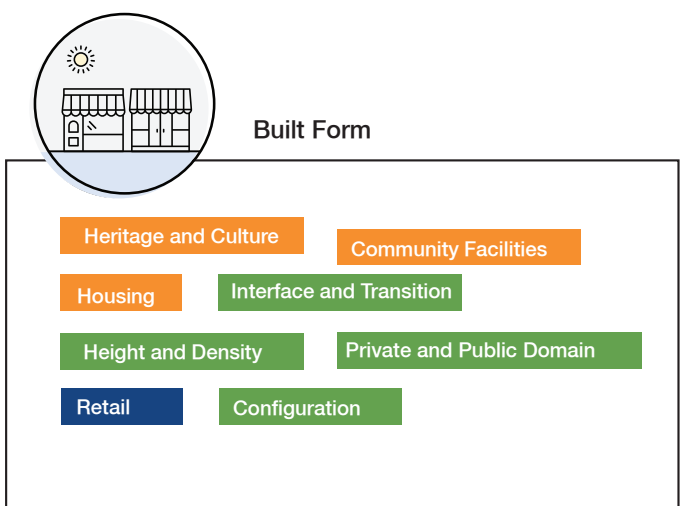 Built Form
Heritage and Culture
Community Facilities
Housing
Interface and Transition
Height and Density
Private and Public Domain
Retail
Configuration